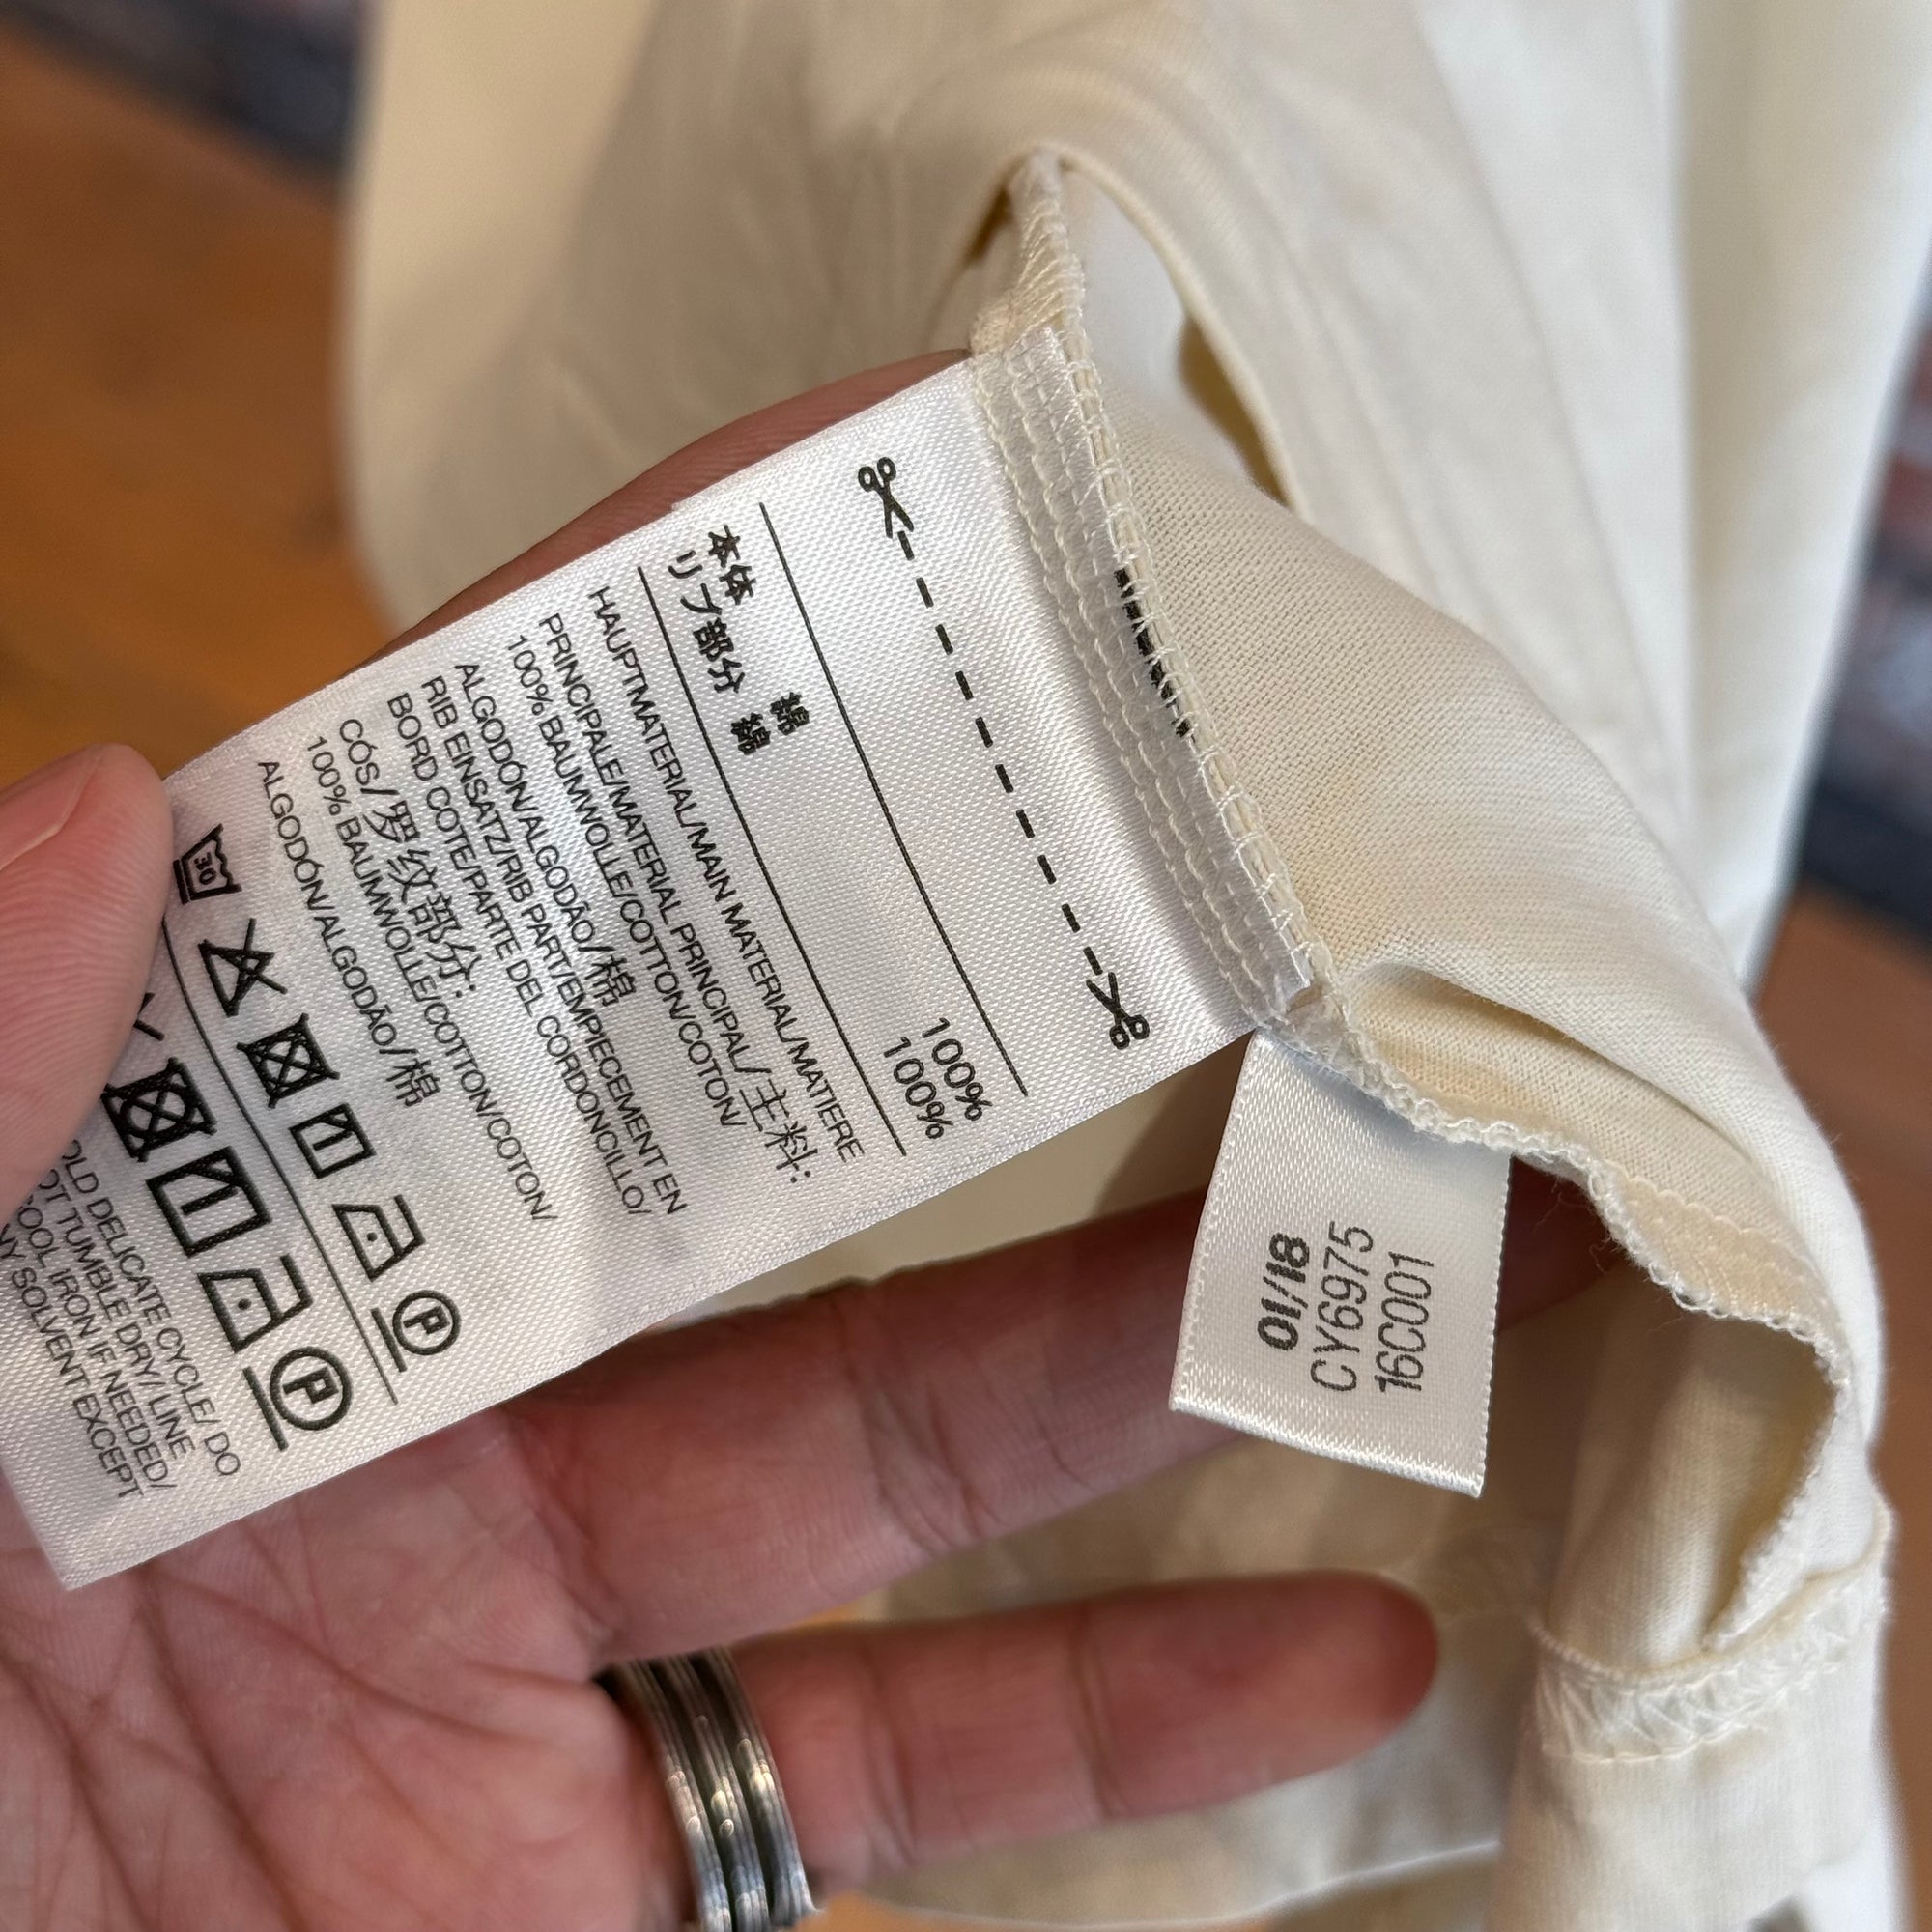 本体 綿 100%
リブ部分 綿 100%
HAUPTMATERIAL/MAIN MATERIAL/MATIERE
PRINCIPALE/MATERIAL PRINCIPAL/主料:
100% BAUMWOLLE/COTTON/COTON/
ALGODÓN/ALGODÃO/棉
RIB EINSATZ/RIB PART/EMPIECEMENT EN
BORD COTE/PARTE DEL CORDONCILLO/
CÓS/罗纹部分:
100% BAUMWOLLE/COTTON/COTON/
ALGODÓN/ALGODÃO/棉
30
P
P
DELICATE CYCLE/ DO
TUMBLE DRY/ LINE
COOL IRON IF NEEDED/
SOLVENT EXCEPT
01/18
CY6975
16C001